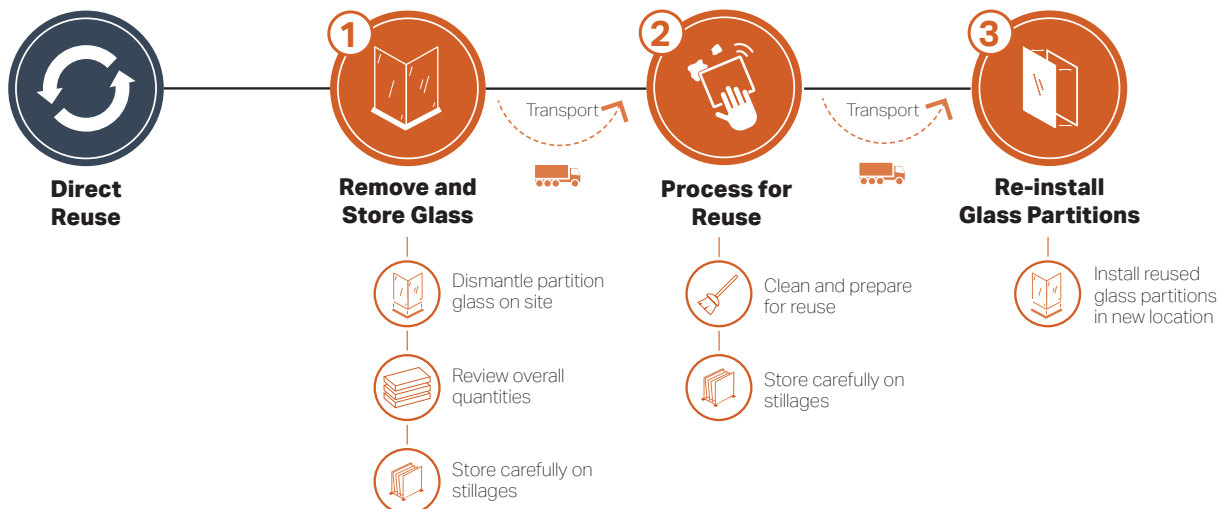 Direct
Reuse
1
Remove and
Store Glass
Dismantle partition
glass on site
Review overall
quantities
Store carefully on
stillages
Transport
2
Process for
Reuse
Clean and prepare
for reuse
Store carefully on
stillages
Transport
3
Re-install
Glass Partitions
Install reused
glass partitions
in new location